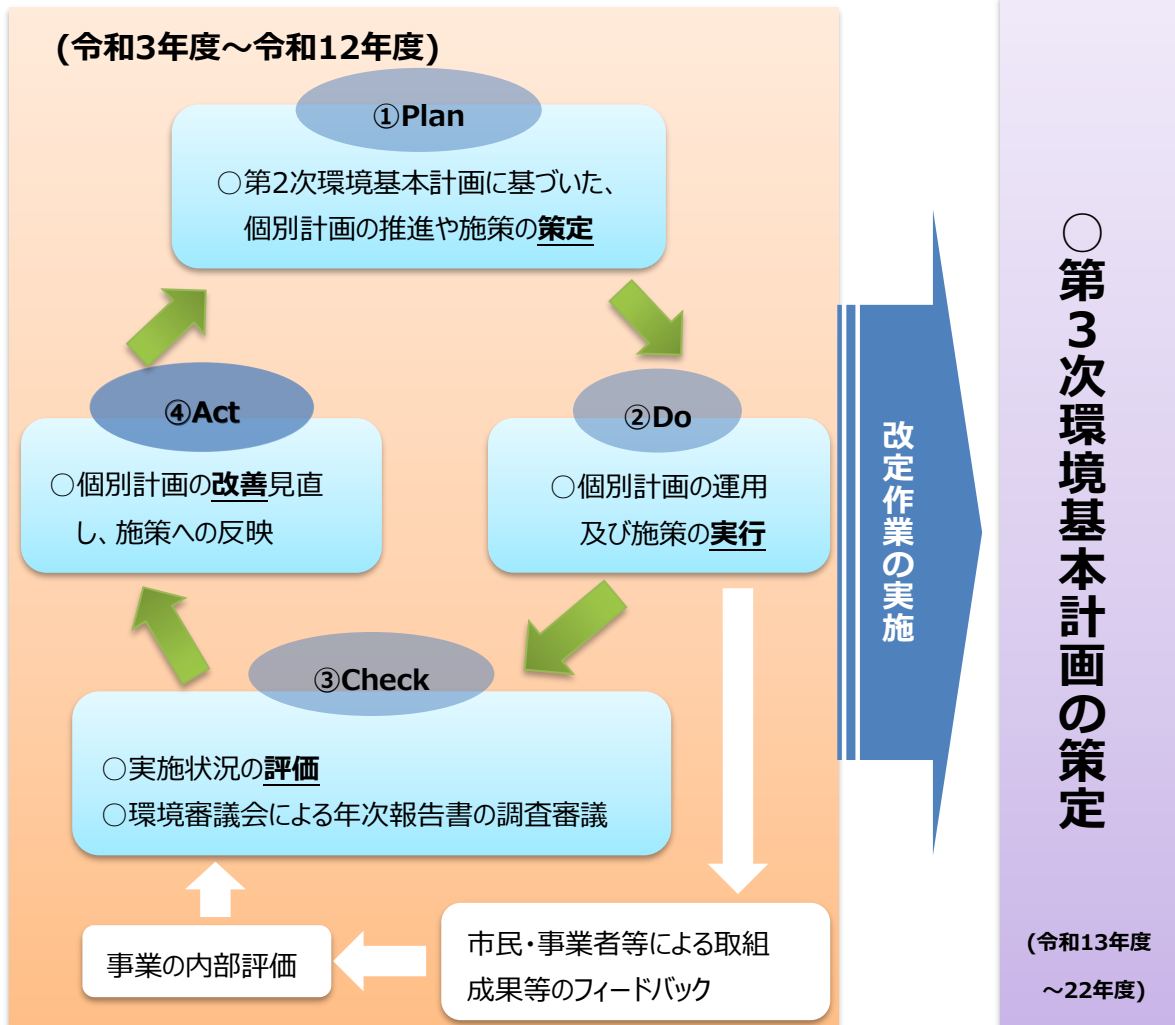 (令和3年度～令和12年度)
①Plan
○第2次環境基本計画に基づいた、
個別計画の推進や施策の策定
④Act
○個別計画の改善見直
し、施策への反映
②Do
○個別計画の運用
及び施策の実行
③Check
○実施状況の評価
○環境審議会による年次報告書の調査審議
事業の内部評価
市民・事業者等による取組
成果等のフィードバック
改定作業の実施
○第3次環境基本計画の策定
(令和13年度
～22年度)